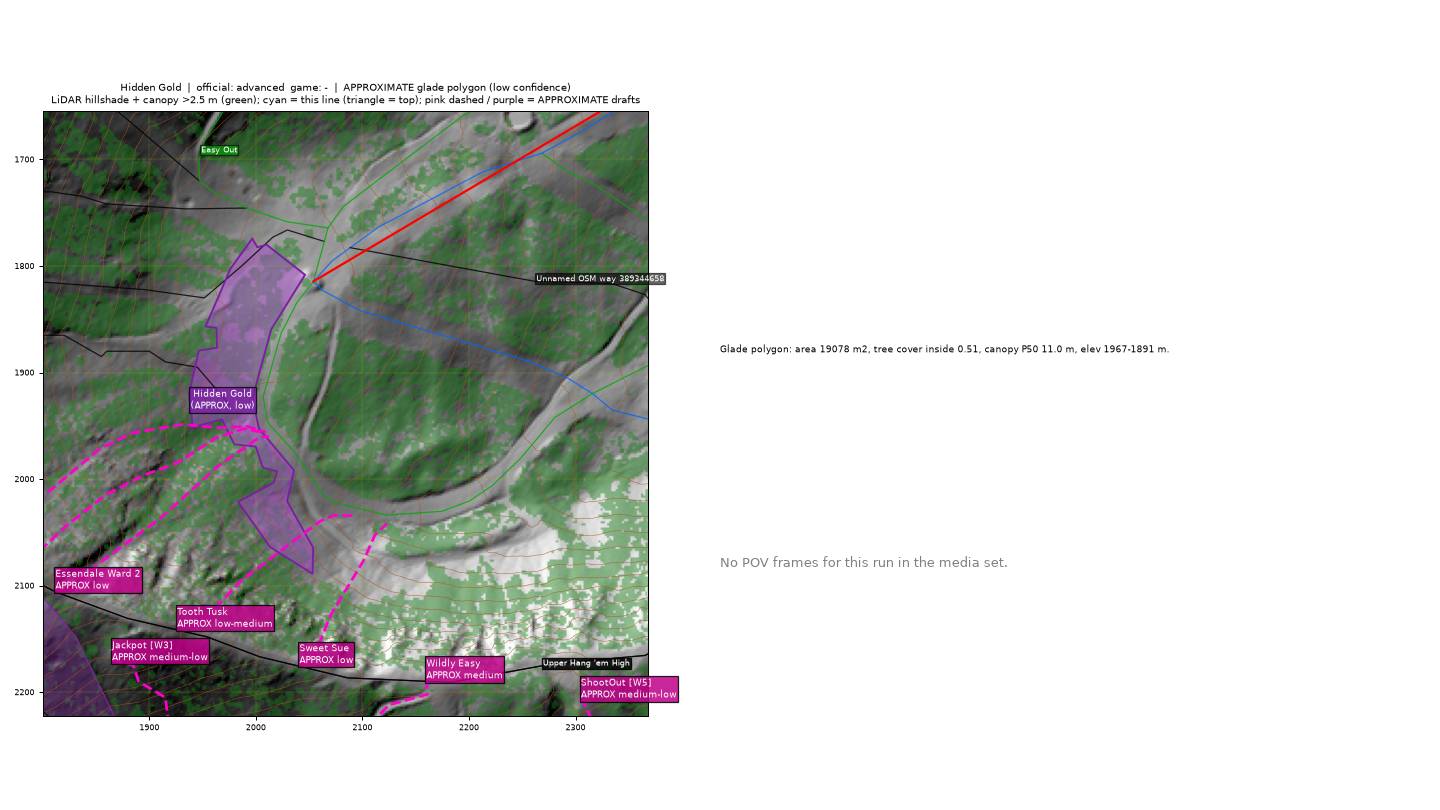 Hidden Gold | official: advanced game: - | APPROXIMATE glade polygon (low confidence)
LiDAR hillshade + canopy >2.5 m (green); cyan = this line (triangle = top); pink dashed / purple = APPROXIMATE drafts
1700
1800
1900
2000
2100
2200
Easy Out
Unnamed OSM way 389344658
Hidden Gold
(APPROX, low)
Essendale Ward 2
APPROX low
Tooth Tusk
APPROX low-medium
Jackpot [W3]
APPROX medium-low
Sweet Sue
APPROX low
Wildly Easy
APPROX medium
Upper Hang 'em High
ShootOut [W5]
APPROX medium-low
1900
2000
2100
2200
2300
Glade polygon: area 19078 m2, tree cover inside 0.51, canopy P50 11.0 m, elev 1967-1891 m.
No POV frames for this run in the media set.